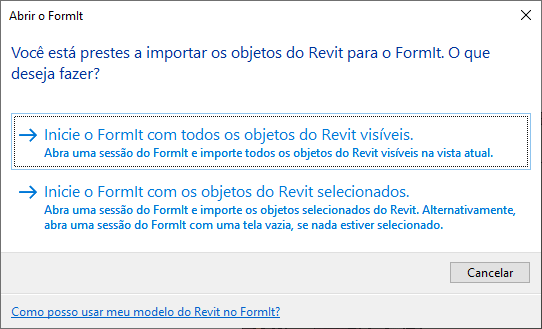 Abrir o FormIt
Você está prestes a importar os objetos do Revit para o FormIt. O que
deseja fazer?
Inicie o FormIt com todos os objetos do Revit visíveis.
Abra uma sessão do FormIt e importe todos os objetos do Revit visíveis na vista atual.
Inicie o FormIt com os objetos do Revit selecionados.
Abra uma sessão do FormIt e importe os objetos selecionados do Revit. Alternativamente,
abra uma sessão do FormIt com uma tela vazia, se nada estiver selecionado.
Cancelar
Como posso usar meu modelo do Revit no FormIt?